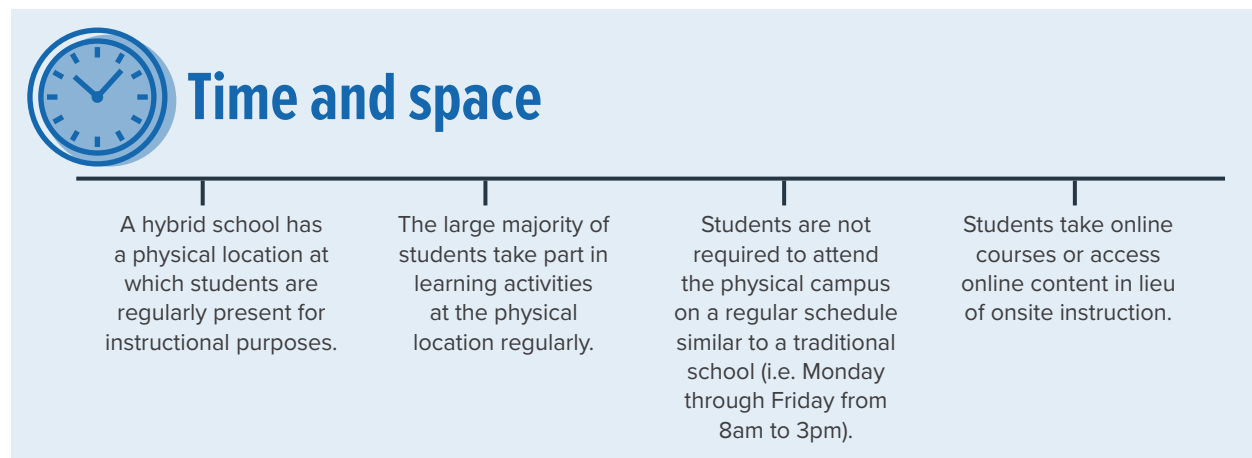 Time and space
A hybrid school has
a physical location at
which students are
regularly present for
instructional purposes.
The large majority of
students take part in
learning activities
at the physical
location regularly.
Students are not
required to attend
the physical campus
on a regular schedule
similar to a traditional
school (i.e. Monday
through Friday from
8am to 3pm).
Students take online
courses or access
online content in lieu
of onsite instruction.